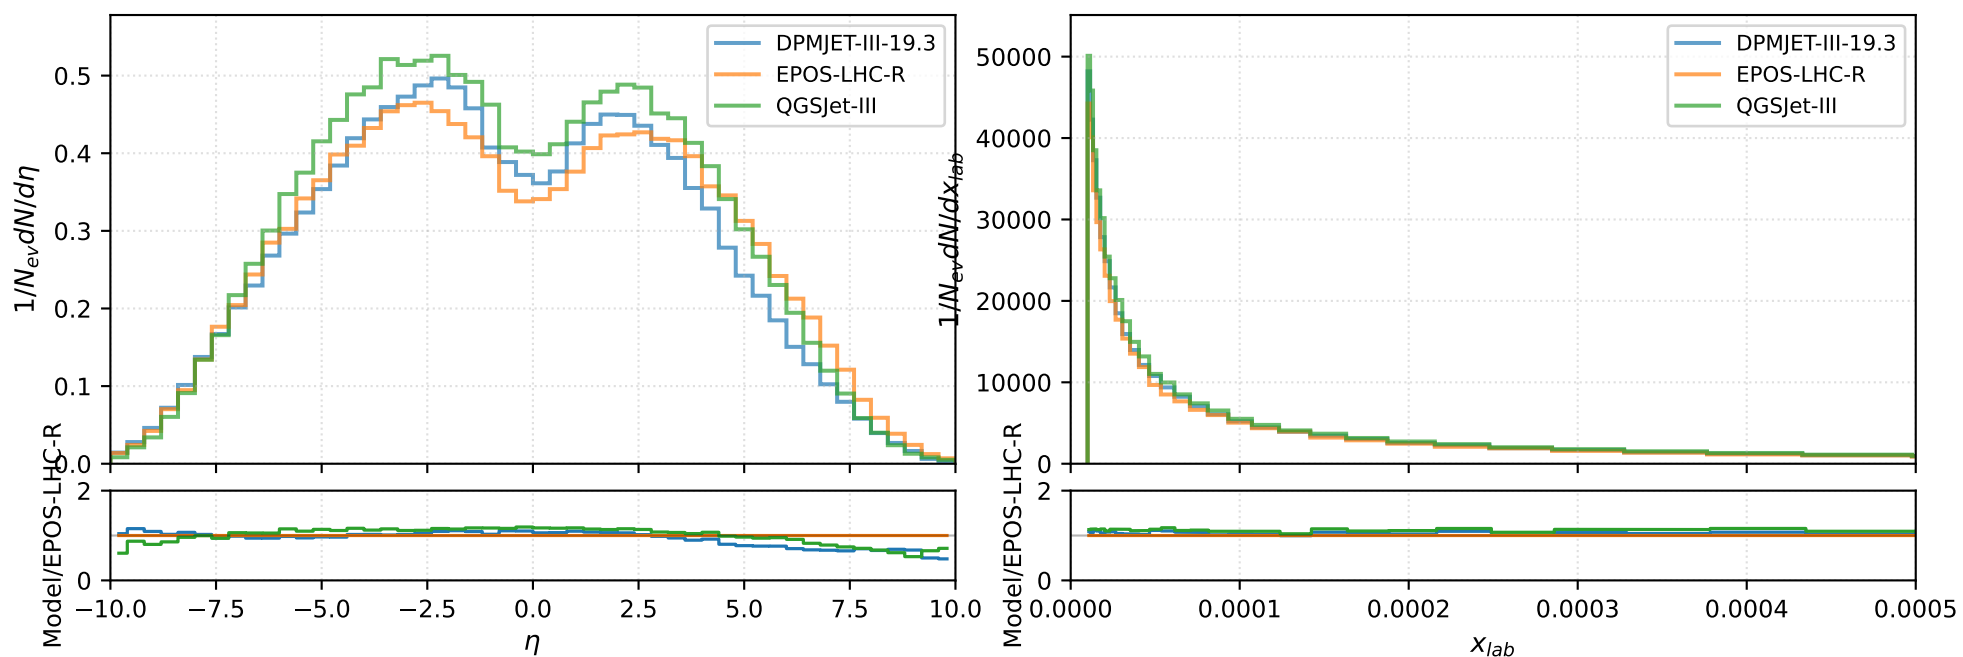 1/N_ev dN/dη
0.5
0.4
0.3
0.2
0.1
0.0
DPMJET-III-19.3
EPOS-LHC-R
QGSJet-III
Model/EPOS-LHC-R
2
1
0
−10.0 −7.5 −5.0 −2.5 0.0 2.5 5.0 7.5 10.0
η
1/N_ev dN/dx_lab
50000
40000
30000
20000
10000
0
DPMJET-III-19.3
EPOS-LHC-R
QGSJet-III
Model/EPOS-LHC-R
2
1
0
0.0000 0.0001 0.0002 0.0003 0.0004 0.0005
x_lab